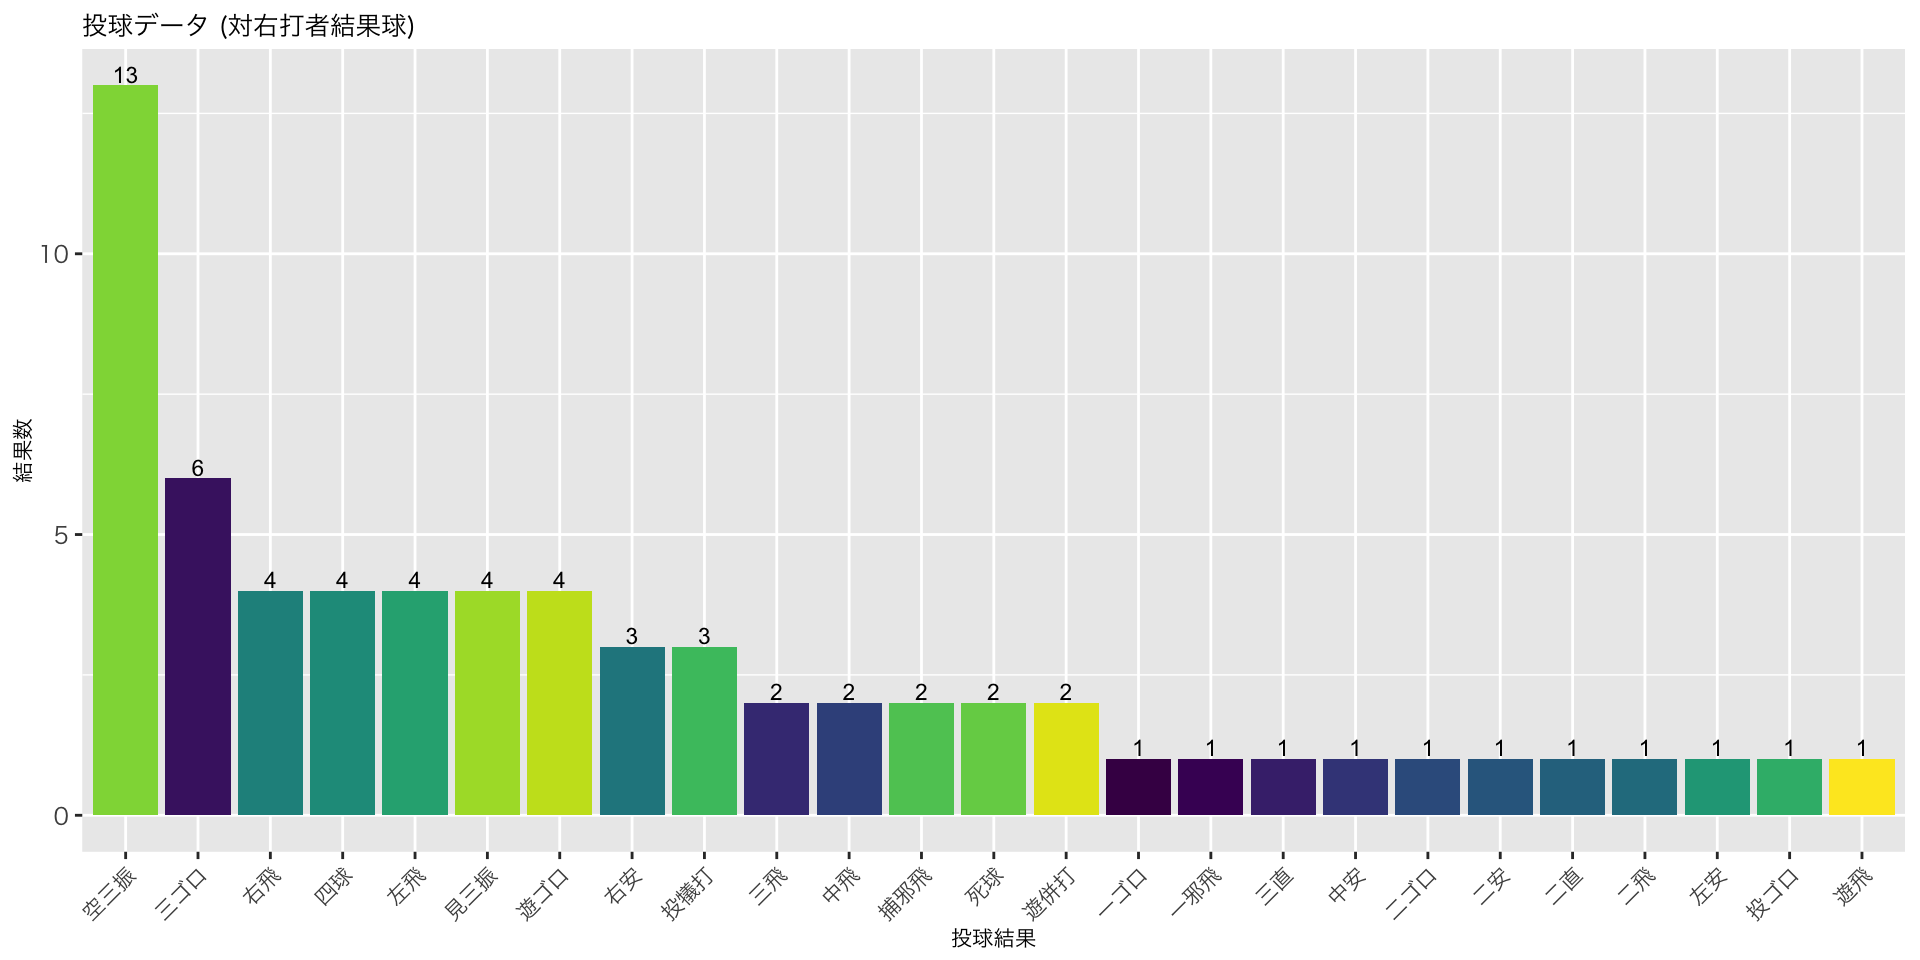 投球データ (対右打者結果球)
結果数
10
5
0
13
6
4
4
4
4
4
3
3
2
2
2
2
2
1
1
1
1
1
1
1
1
1
1
1
空三振
三ゴロ
右飛
四球
左飛
見三振
遊ゴロ
右安
投犠打
三飛
中飛
捕邪飛
死球
遊併打
一ゴロ
一邪飛
三直
中安
二ゴロ
二安
二直
二飛
左安
投ゴロ
遊飛
投球結果